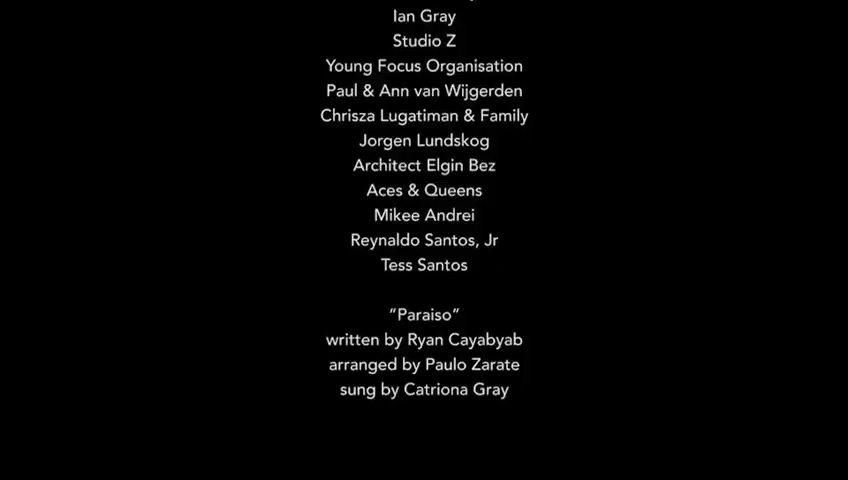 Ian Gray
Studio Z
Young Focus Organisation
Paul & Ann van Wijgerden
Chrisza Lugatiman & Family
Jorgen Lundskog
Architect Elgin Bez
Aces & Queens
Mikee Andrei
Reynaldo Santos, Jr
Tess Santos
"Paraiso"
written by Ryan Cayabyab
arranged by Paulo Zarate
sung by Catriona Gray